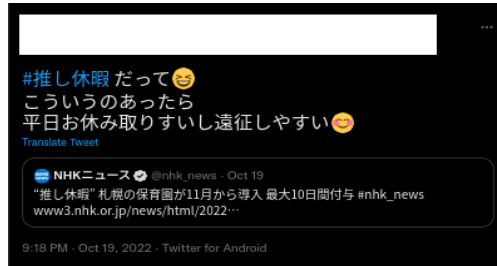 #推し休暇 だって😆
こういうのあったら
平日お休み取りすいし遠征しやすい😊
Translate Tweet
NHKニュース @nhk_news · Oct 19
“推し休暇” 札幌の保育園が11月から導入 最大10日間付与 #nhk_news
www3.nhk.or.jp/news/html/2022…
9:18 PM · Oct 19, 2022 · Twitter for Android